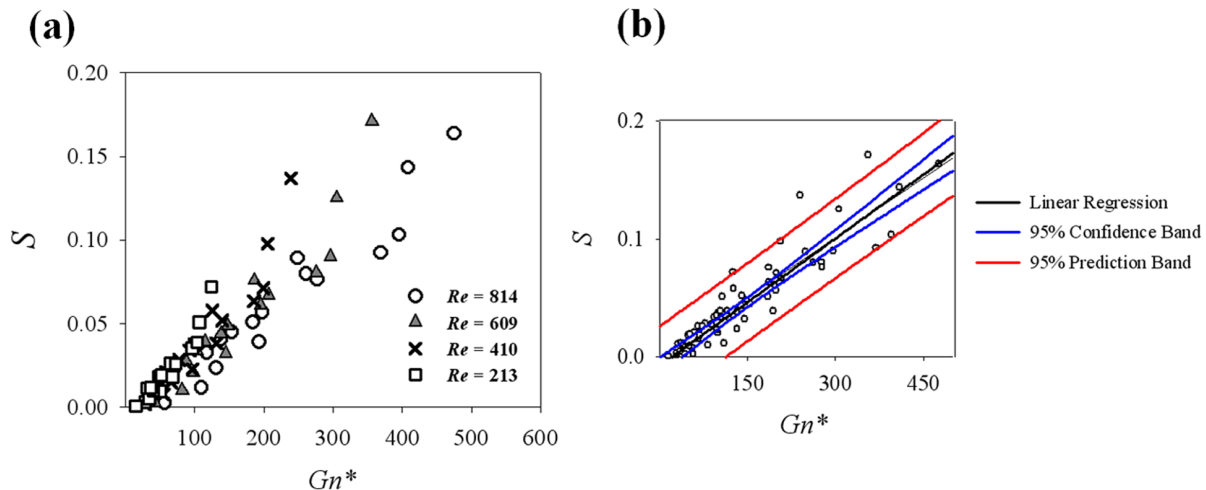 (a)
0.20
0.15
0.10
0.05
0.00
S
100 200 300 400 500 600
Gn*
Re = 814
Re = 609
Re = 410
Re = 213
(b)
0.2
0.1
0.0
S
150 300 450
Gn*
Linear Regression
95% Confidence Band
95% Prediction Band